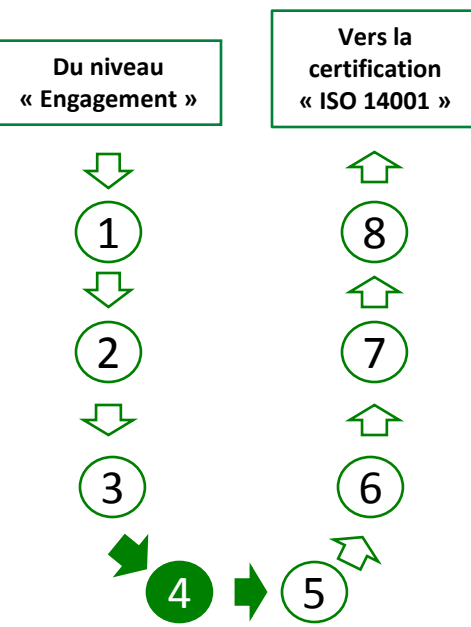 Du niveau
« Engagement »
Vers la
certification
« ISO 14001 »
1
2
3
4
5
6
7
8